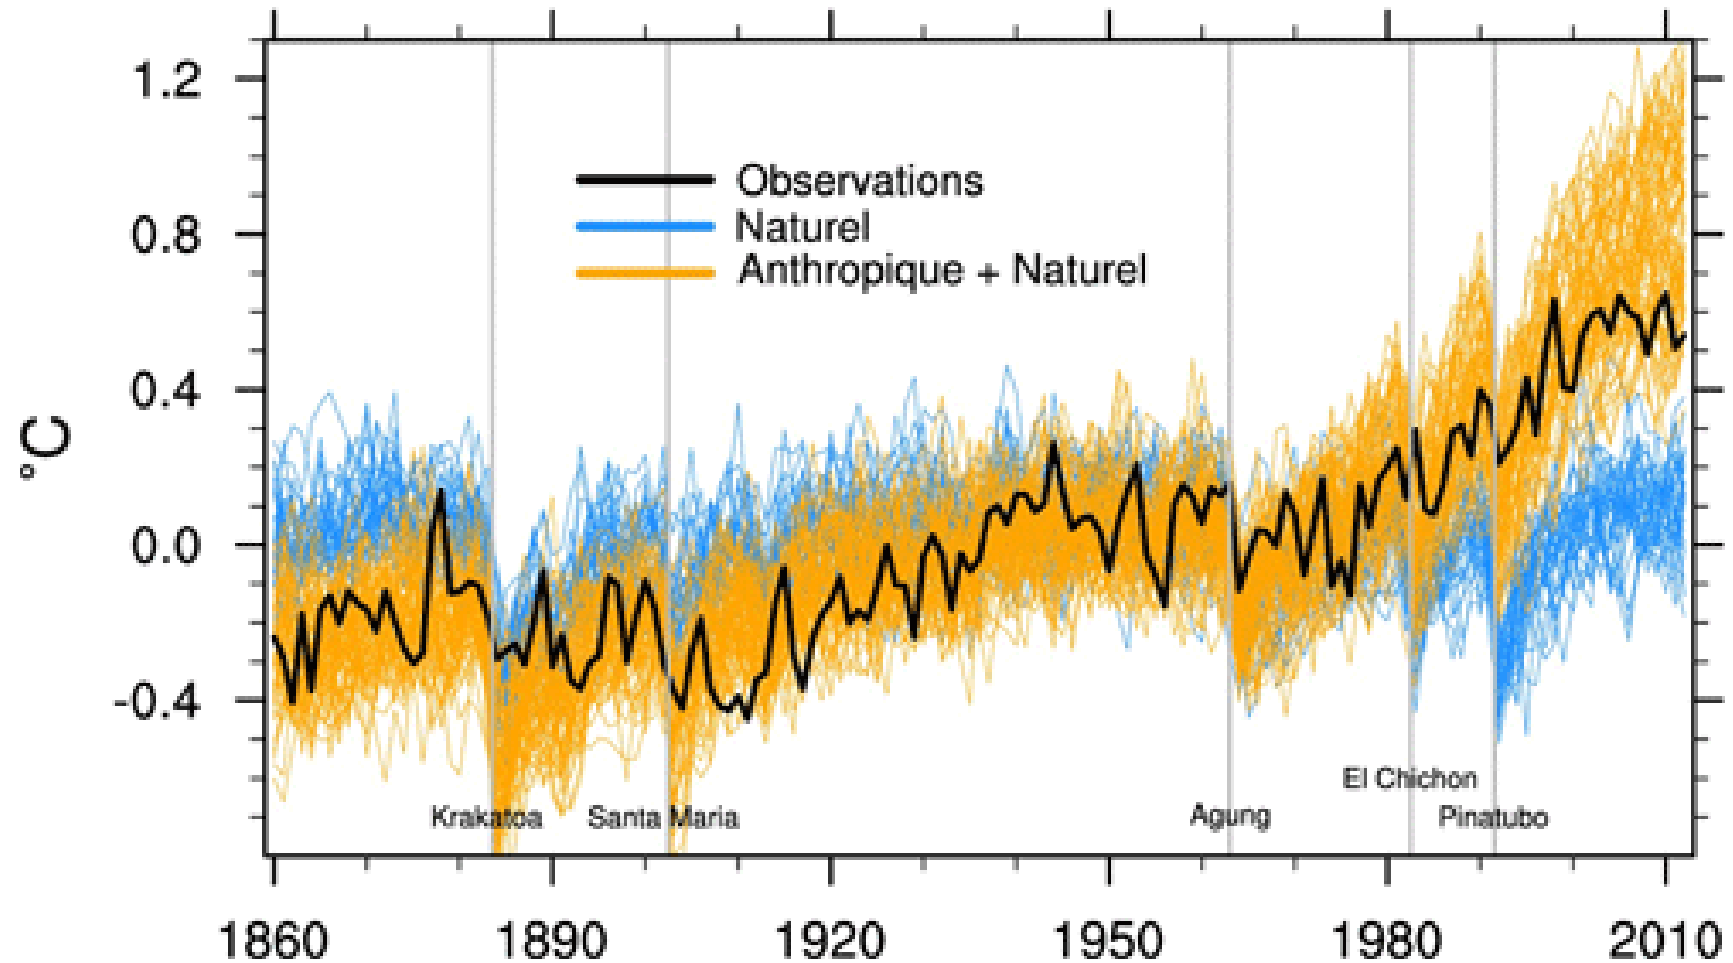 1.2
0.8
0.4
0.0
-0.4
°C
Observations
Naturel
Anthropique + Naturel
El Chichon
Krakatoa
Santa Maria
Agung
Pinatubo
1860
1890
1920
1950
1980
2010